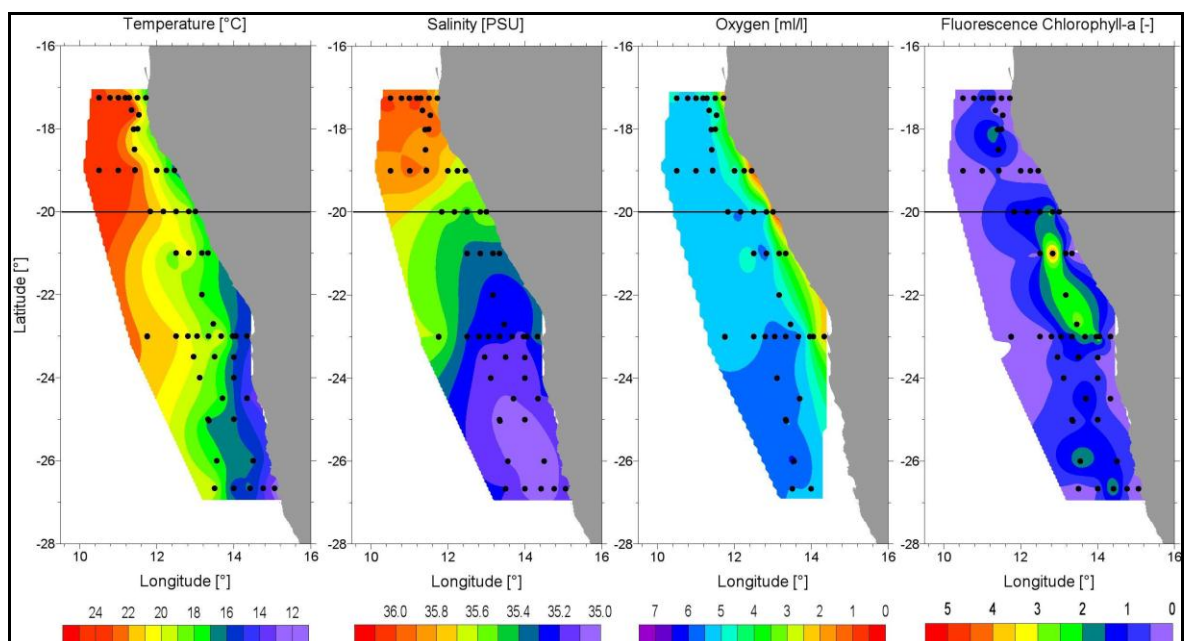 Temperature [°C] Salinity [PSU] Oxygen [ml/l] Fluorescence Chlorophyll-a [-]
-16 -16 -16 -16
-18 -18 -18 -18
-20 -20 -20 -20
Latitude [°]
-22 -22 -22 -22
-24 -24 -24 -24
-26 -26 -26 -26
-28 -28 -28 -28
10 12 14 16 10 12 14 16 10 12 14 16 10 12 14 16
Longitude [°] Longitude [°] Longitude [°] Longitude [°]
24 22 20 18 16 14 12 36.0 35.8 35.6 35.4 35.2 35.0 7 6 5 4 3 2 1 0 5 4 3 2 1 0